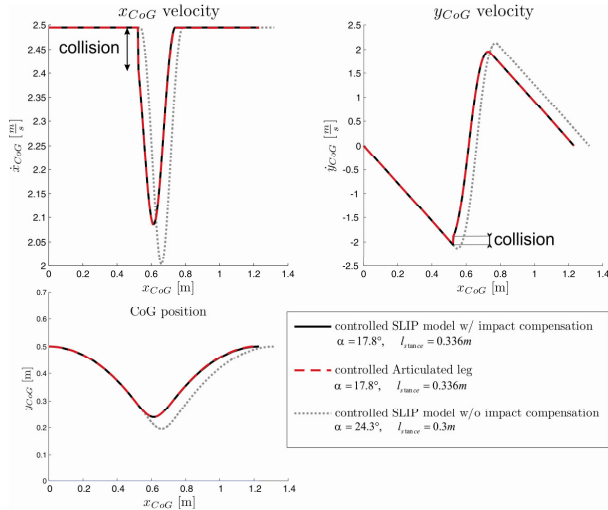 x_CoG velocity
collision
ẋ_CoG [m/s]
2.5
2.45
2.4
2.35
2.3
2.25
2.2
2.15
2.1
2.05
2
0 0.2 0.4 0.6 0.8 1 1.2 1.4
x_CoG [m]
y_CoG velocity
ẏ_CoG [m/s]
2.5
2
1.5
1
0.5
0
-0.5
-1
-1.5
-2
-2.5
collision
0 0.2 0.4 0.6 0.8 1 1.2 1.4
x_CoG [m]
CoG position
y_CoG [m]
0.7
0.6
0.5
0.4
0.3
0.2
0.1
0
0 0.2 0.4 0.6 0.8 1 1.2 1.4
x_CoG [m]
controlled SLIP model w/ impact compensation
α = 17.8°, l_stance = 0.336m
controlled Articulated leg
α = 17.8°, l_stance = 0.336m
controlled SLIP model w/o impact compensation
α = 24.3°, l_stance = 0.3m